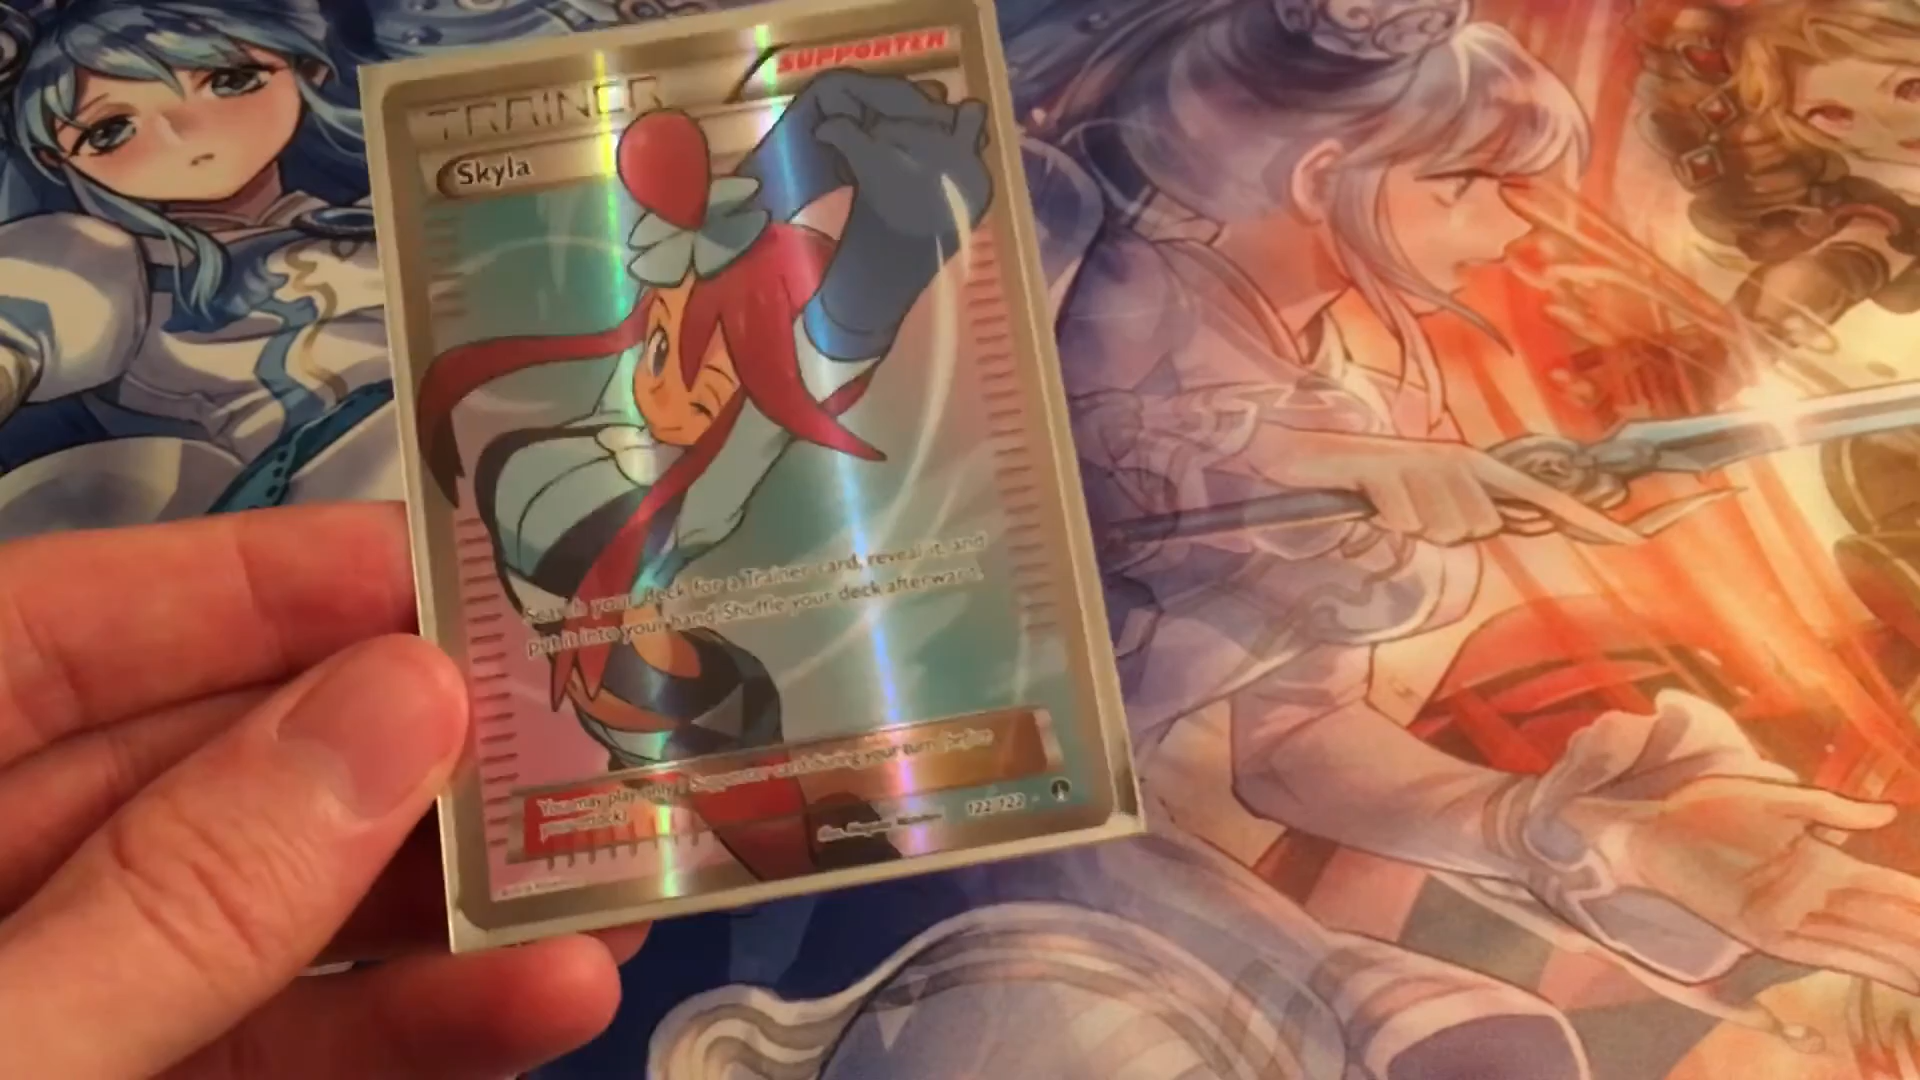 TRAINER
SUPPORTER
Skyla
Search your deck for a Trainer card, reveal it, and
put it into your hand. Shuffle your deck afterward.
You may play only 1 Supporter card during your turn (before
your attack).
122/122